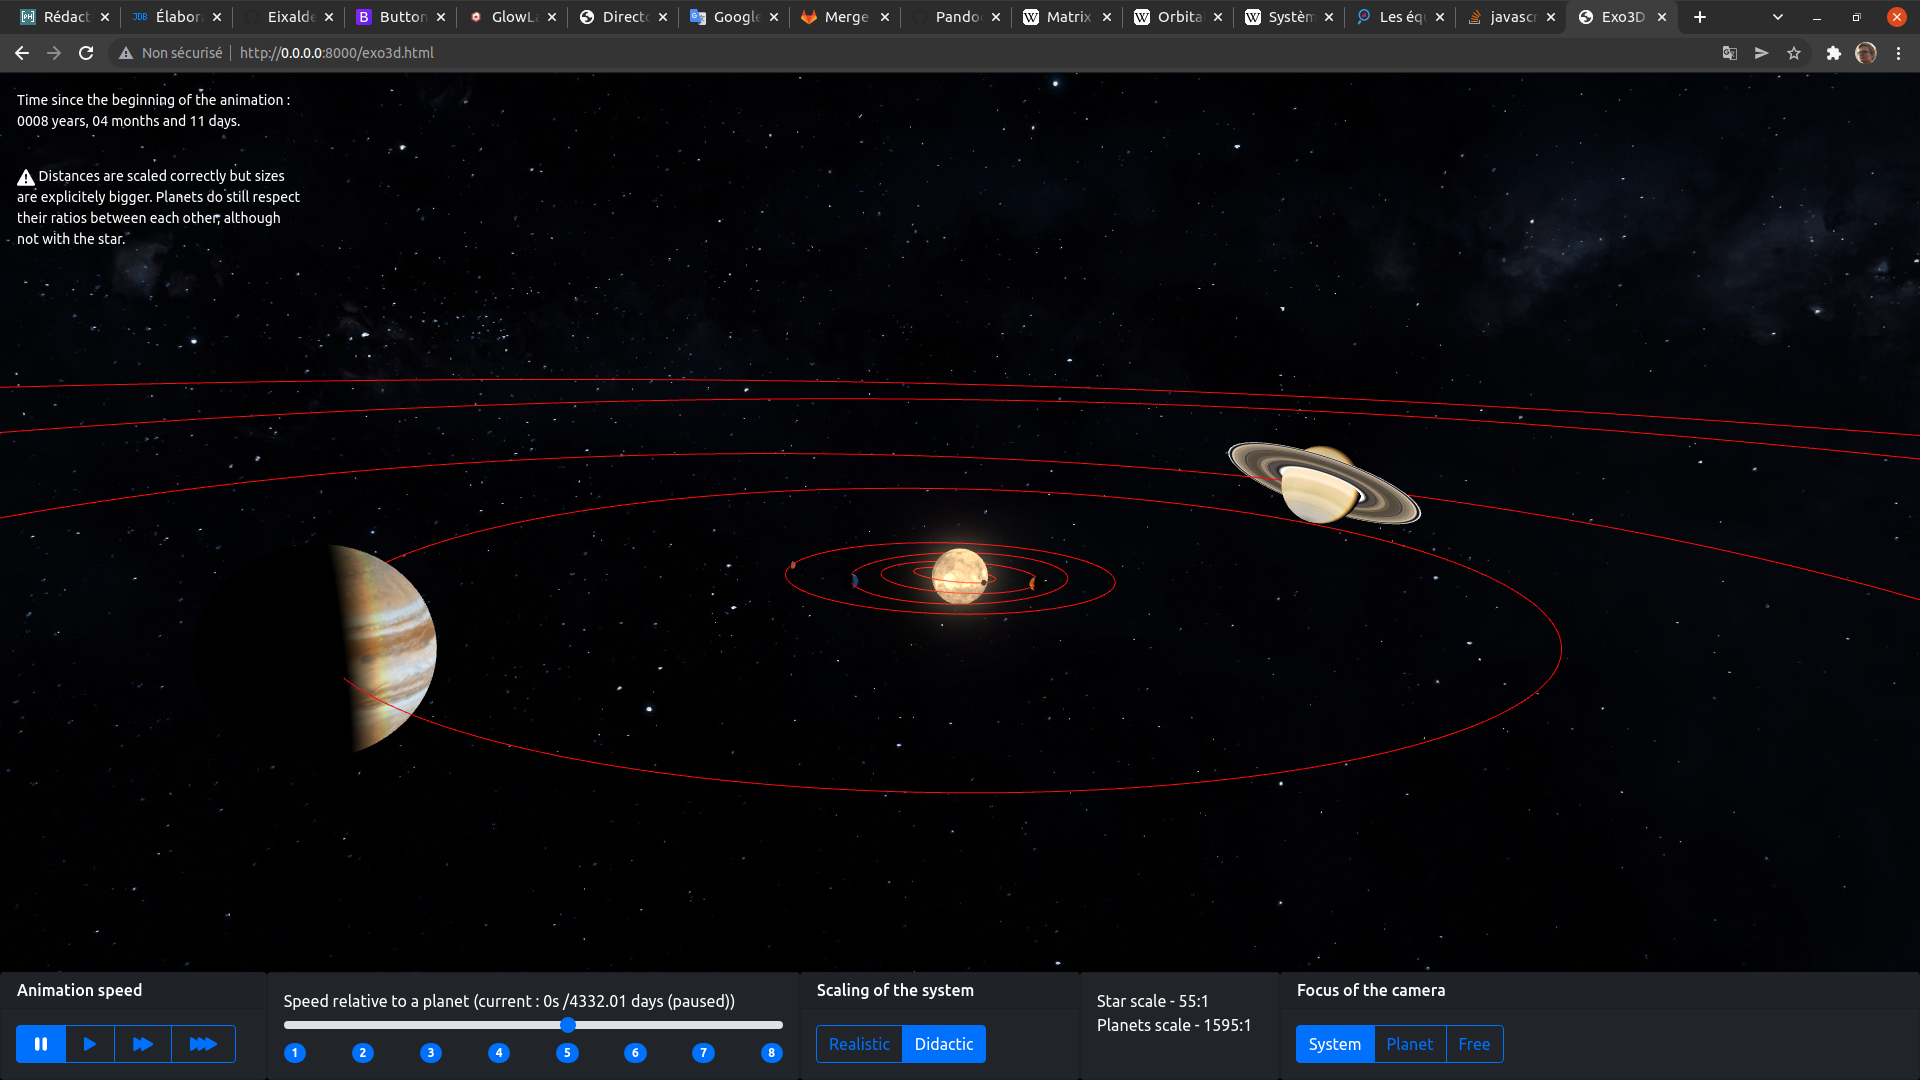 Rédact
Élabora
Eixalde
Button
GlowLa
Directo
Google
Merge
Pando
Matrix
Orbita
Systèm
Les équ
javascr
Exo3D
Non sécurisé
http://0.0.0.0:8000/exo3d.html
Time since the beginning of the animation :
0008 years, 04 months and 11 days.
Distances are scaled correctly but sizes
are explicitely bigger. Planets do still respect
their ratios between each other, although
not with the star.
Animation speed
Speed relative to a planet (current : 0s /4332.01 days (paused))
1 2 3 4 5 6 7 8
Scaling of the system
Realistic Didactic
Star scale - 55:1
Planets scale - 1595:1
Focus of the camera
System Planet Free